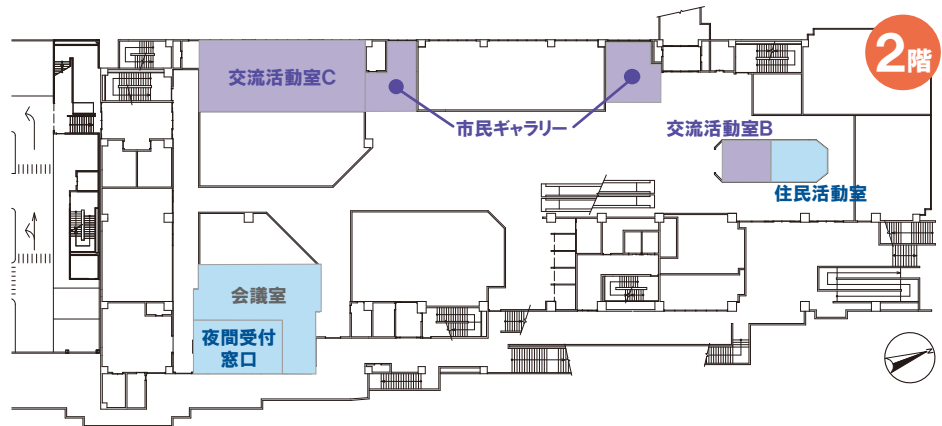 2階
交流活動室C
市民ギャラリー
交流活動室B
住民活動室
会議室
夜間受付
窓口
N